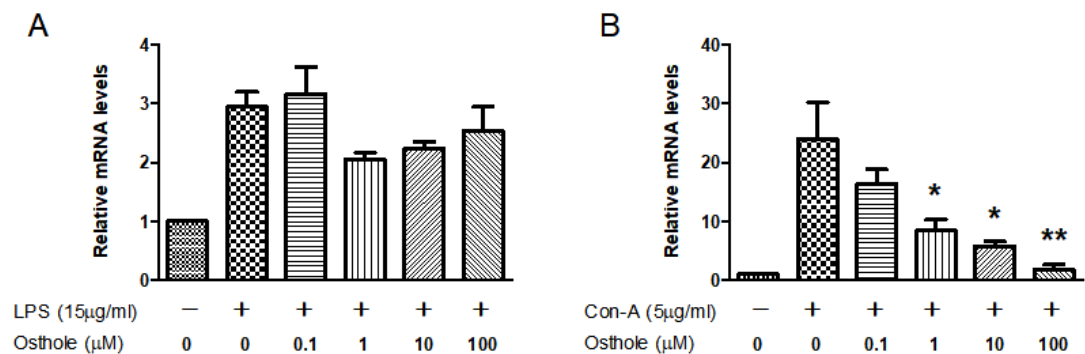 A
Relative mRNA levels
4
3
2
1
0
LPS (15μg/ml) − + + + + +
Osthole (μM) 0 0 0.1 1 10 100
B
Relative mRNA levels
40
30
20
10
0
* * **
Con-A (5μg/ml) − + + + + +
Osthole (μM) 0 0 0.1 1 10 100